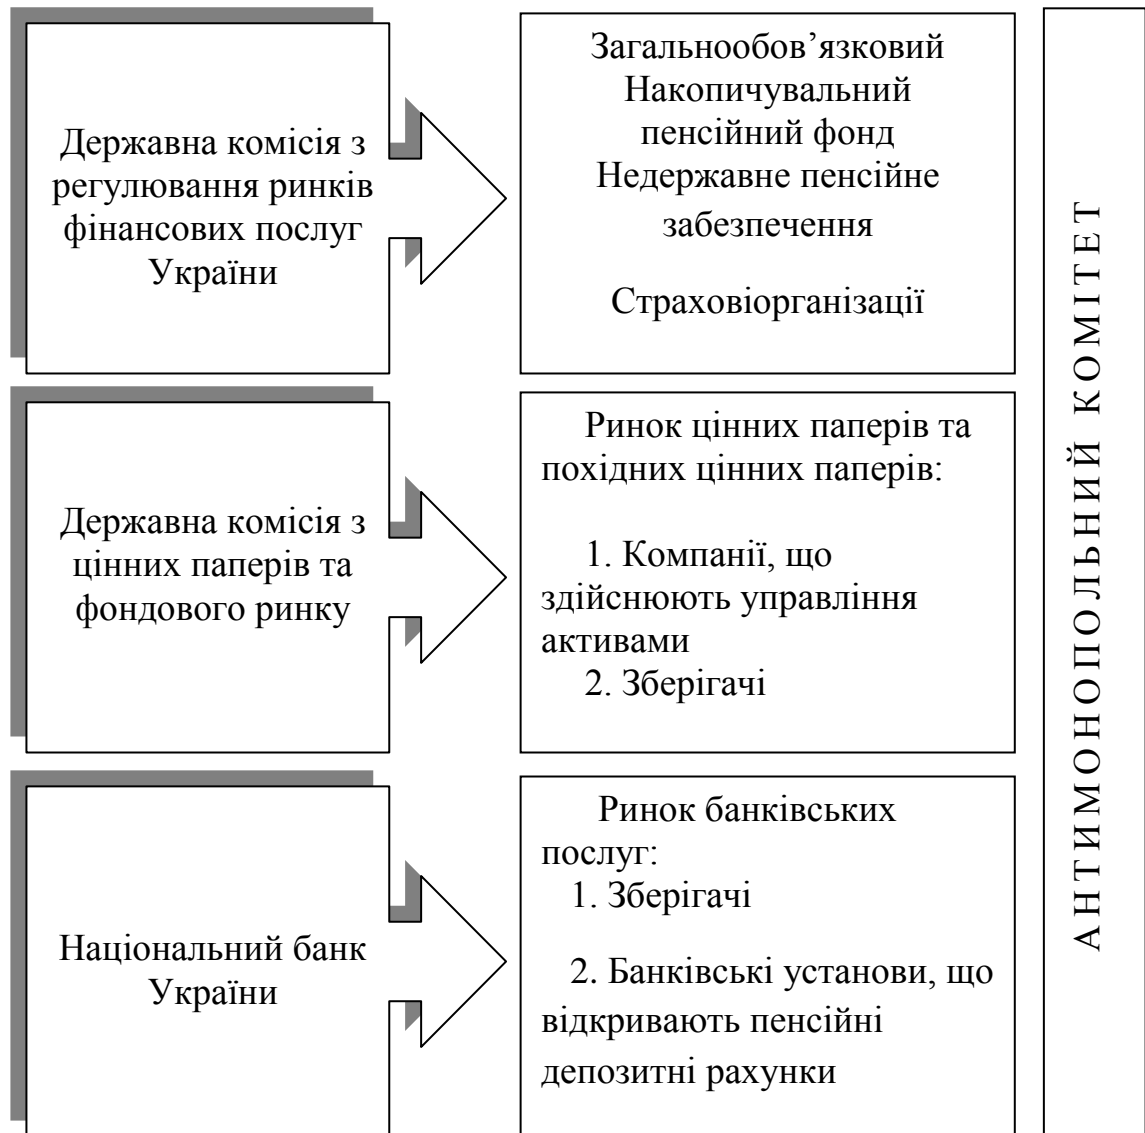 Державна комісія з
регулювання ринків
фінансових послуг
України
Загальнообов’язковий
Накопичувальний
пенсійний фонд
Недержавне пенсійне
забезпечення
Страховіорганізації
Державна комісія з
цінних паперів та
фондового ринку
Ринок цінних паперів та
похідних цінних паперів:
1. Компанії, що
здійснюють управління
активами
2. Зберігачі
Національний банк
України
Ринок банківських
послуг:
1. Зберігачі
2. Банківські установи, що
відкривають пенсійні
депозитні рахунки
АНТИМОНОПОЛЬНИЙ КОМІТЕТ